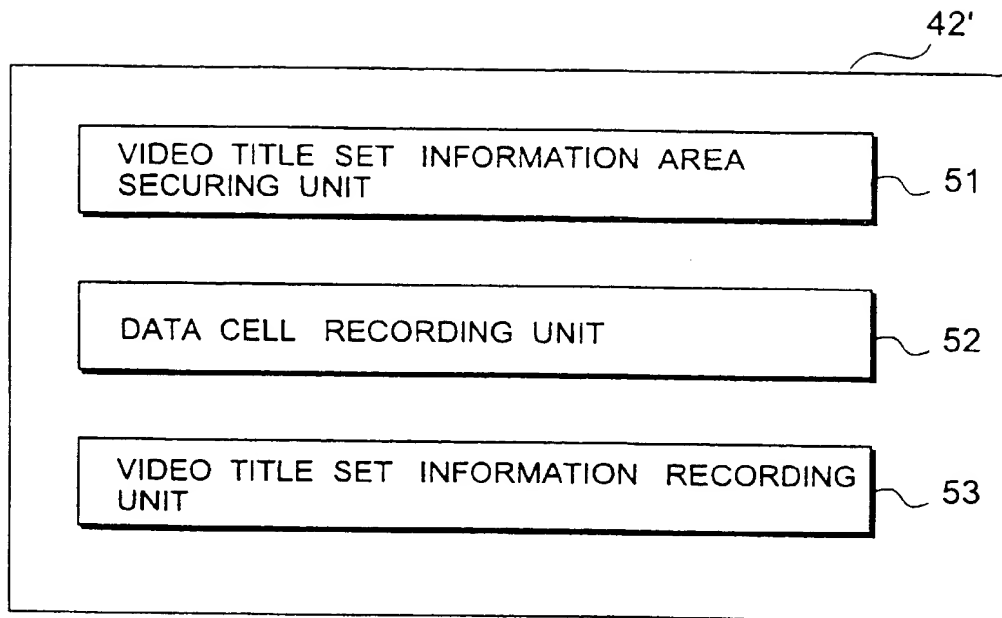 42'
VIDEO TITLE SET INFORMATION AREA
SECURING UNIT
51
DATA CELL RECORDING UNIT
52
VIDEO TITLE SET INFORMATION RECORDING
UNIT
53